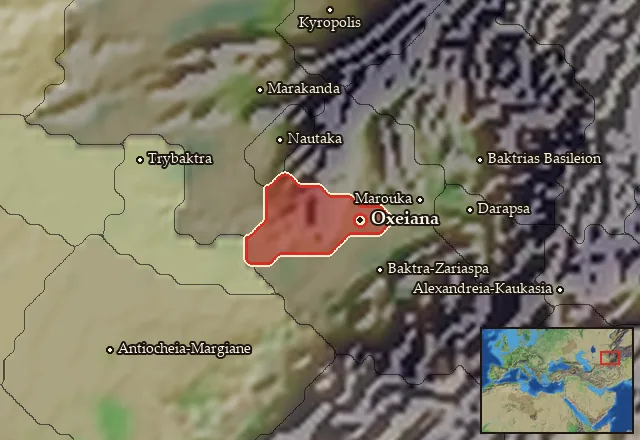 Kyropolis
Marakanda
Nautaka
Trybaktra
Baktrias Basileion
Marouka
Darapsa
Oxeiana
Baktra-Zariaspa
Alexandreia-Kaukasia
Antiocheia-Margiane